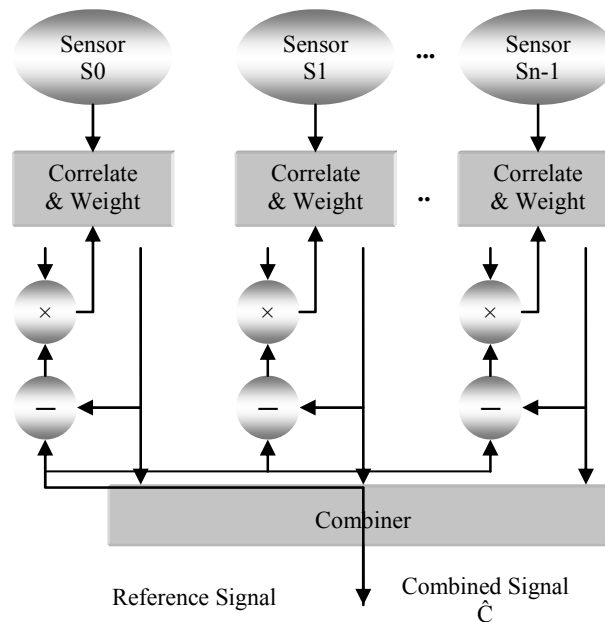 Sensor
S0
Sensor
S1
...
Sensor
Sn-1
Correlate
& Weight
Correlate
& Weight
..
Correlate
& Weight
×
×
×
−
−
−
Combiner
Reference Signal
Combined Signal
Ĉ